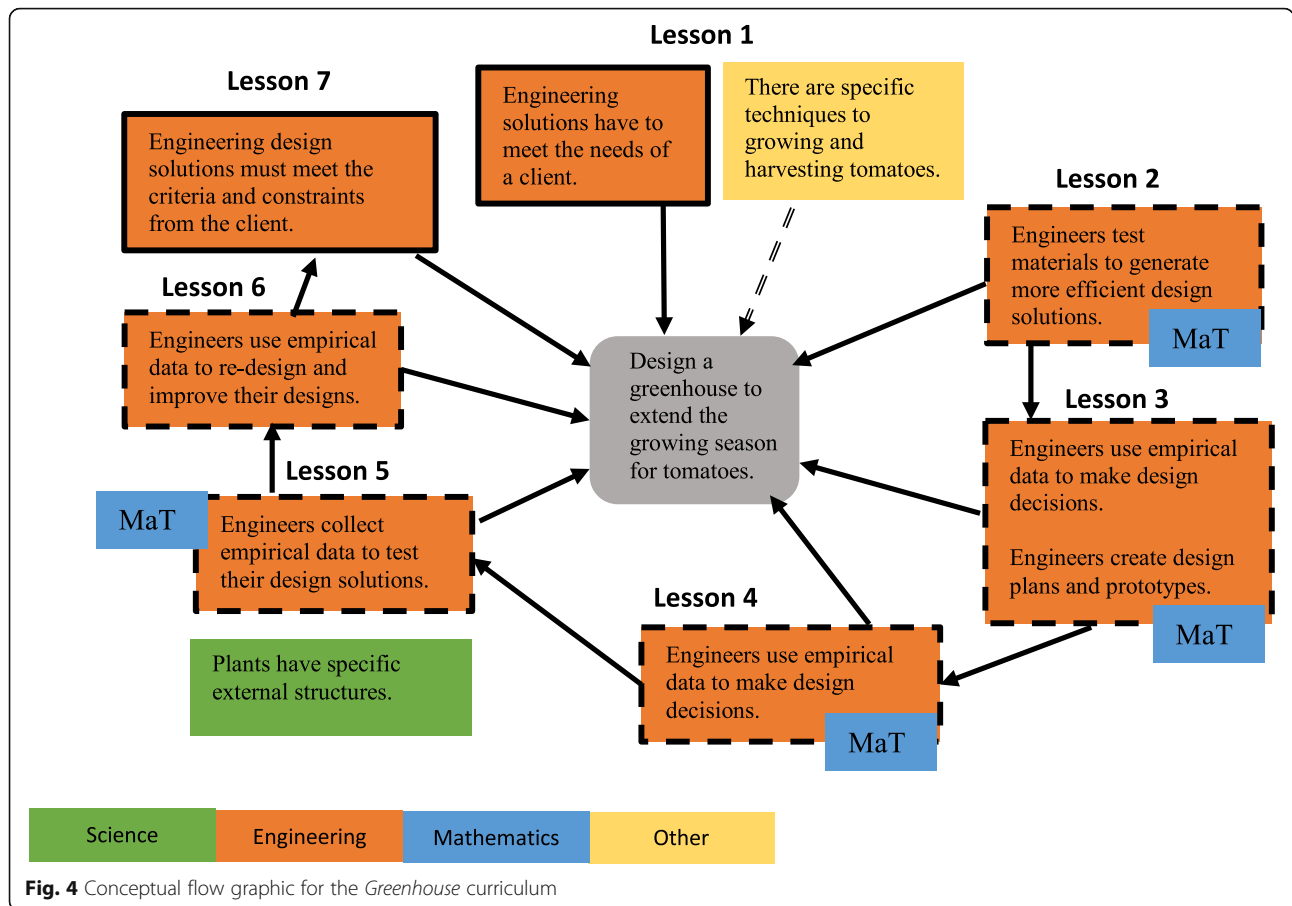 Lesson 1
Engineering
solutions have to
meet the needs of
a client.
There are specific
techniques to
growing and
harvesting tomatoes.
Lesson 2
Engineers test
materials to generate
more efficient design
solutions.
MaT
Lesson 3
Engineers use empirical
data to make design
decisions.
Engineers create design
plans and prototypes.
MaT
Lesson 4
Engineers use empirical
data to make design
decisions.
MaT
Lesson 5
MaT
Engineers collect
empirical data to test
their design solutions.
Plants have specific
external structures.
Lesson 6
Engineers use empirical
data to re-design and
improve their designs.
Lesson 7
Engineering design
solutions must meet the
criteria and constraints
from the client.
Design a
greenhouse to
extend the
growing season
for tomatoes.
Science
Engineering
Mathematics
Other
Fig. 4 Conceptual flow graphic for the Greenhouse curriculum